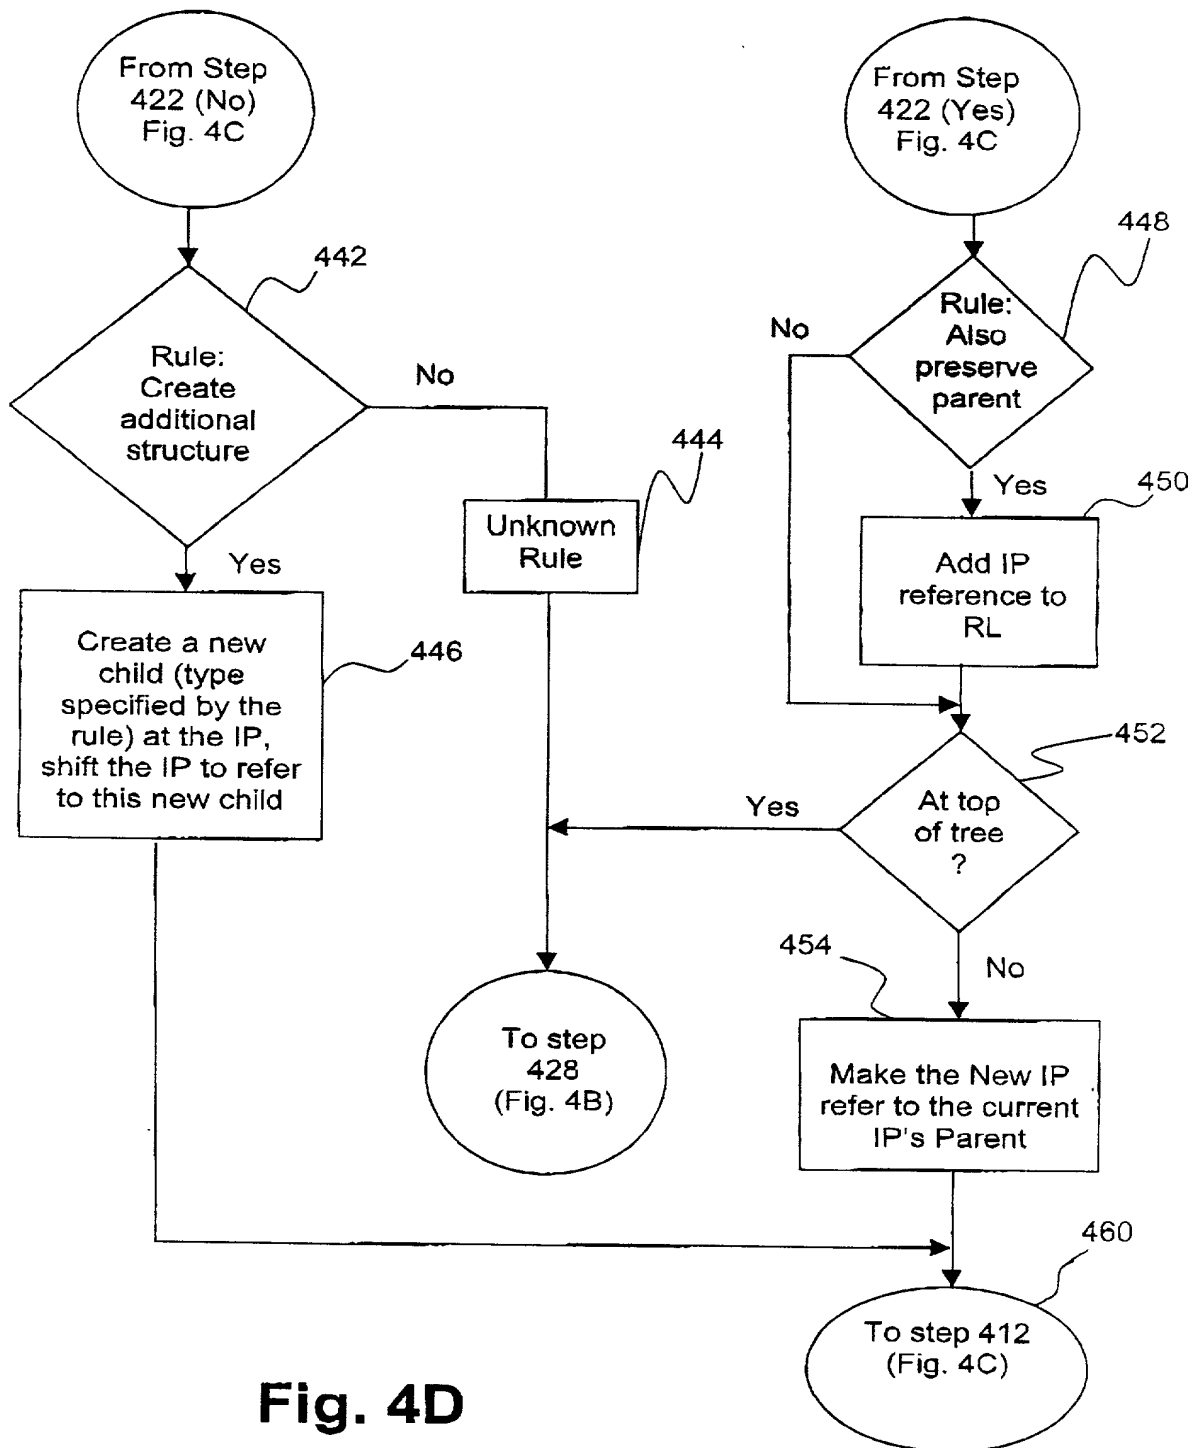 From Step
422 (No)
Fig. 4C
442
Rule:
Create
additional
structure
No
Yes
444
Unknown
Rule
Create a new
child (type
specified by the
rule) at the IP,
shift the IP to refer
to this new child
446
To step
428
(Fig. 4B)
From Step
422 (Yes)
Fig. 4C
448
Rule:
Also
preserve
parent
No
Yes
450
Add IP
reference to
RL
452
At top
of tree
?
Yes
No
454
Make the New IP
refer to the current
IP's Parent
460
To step 412
(Fig. 4C)
Fig. 4D